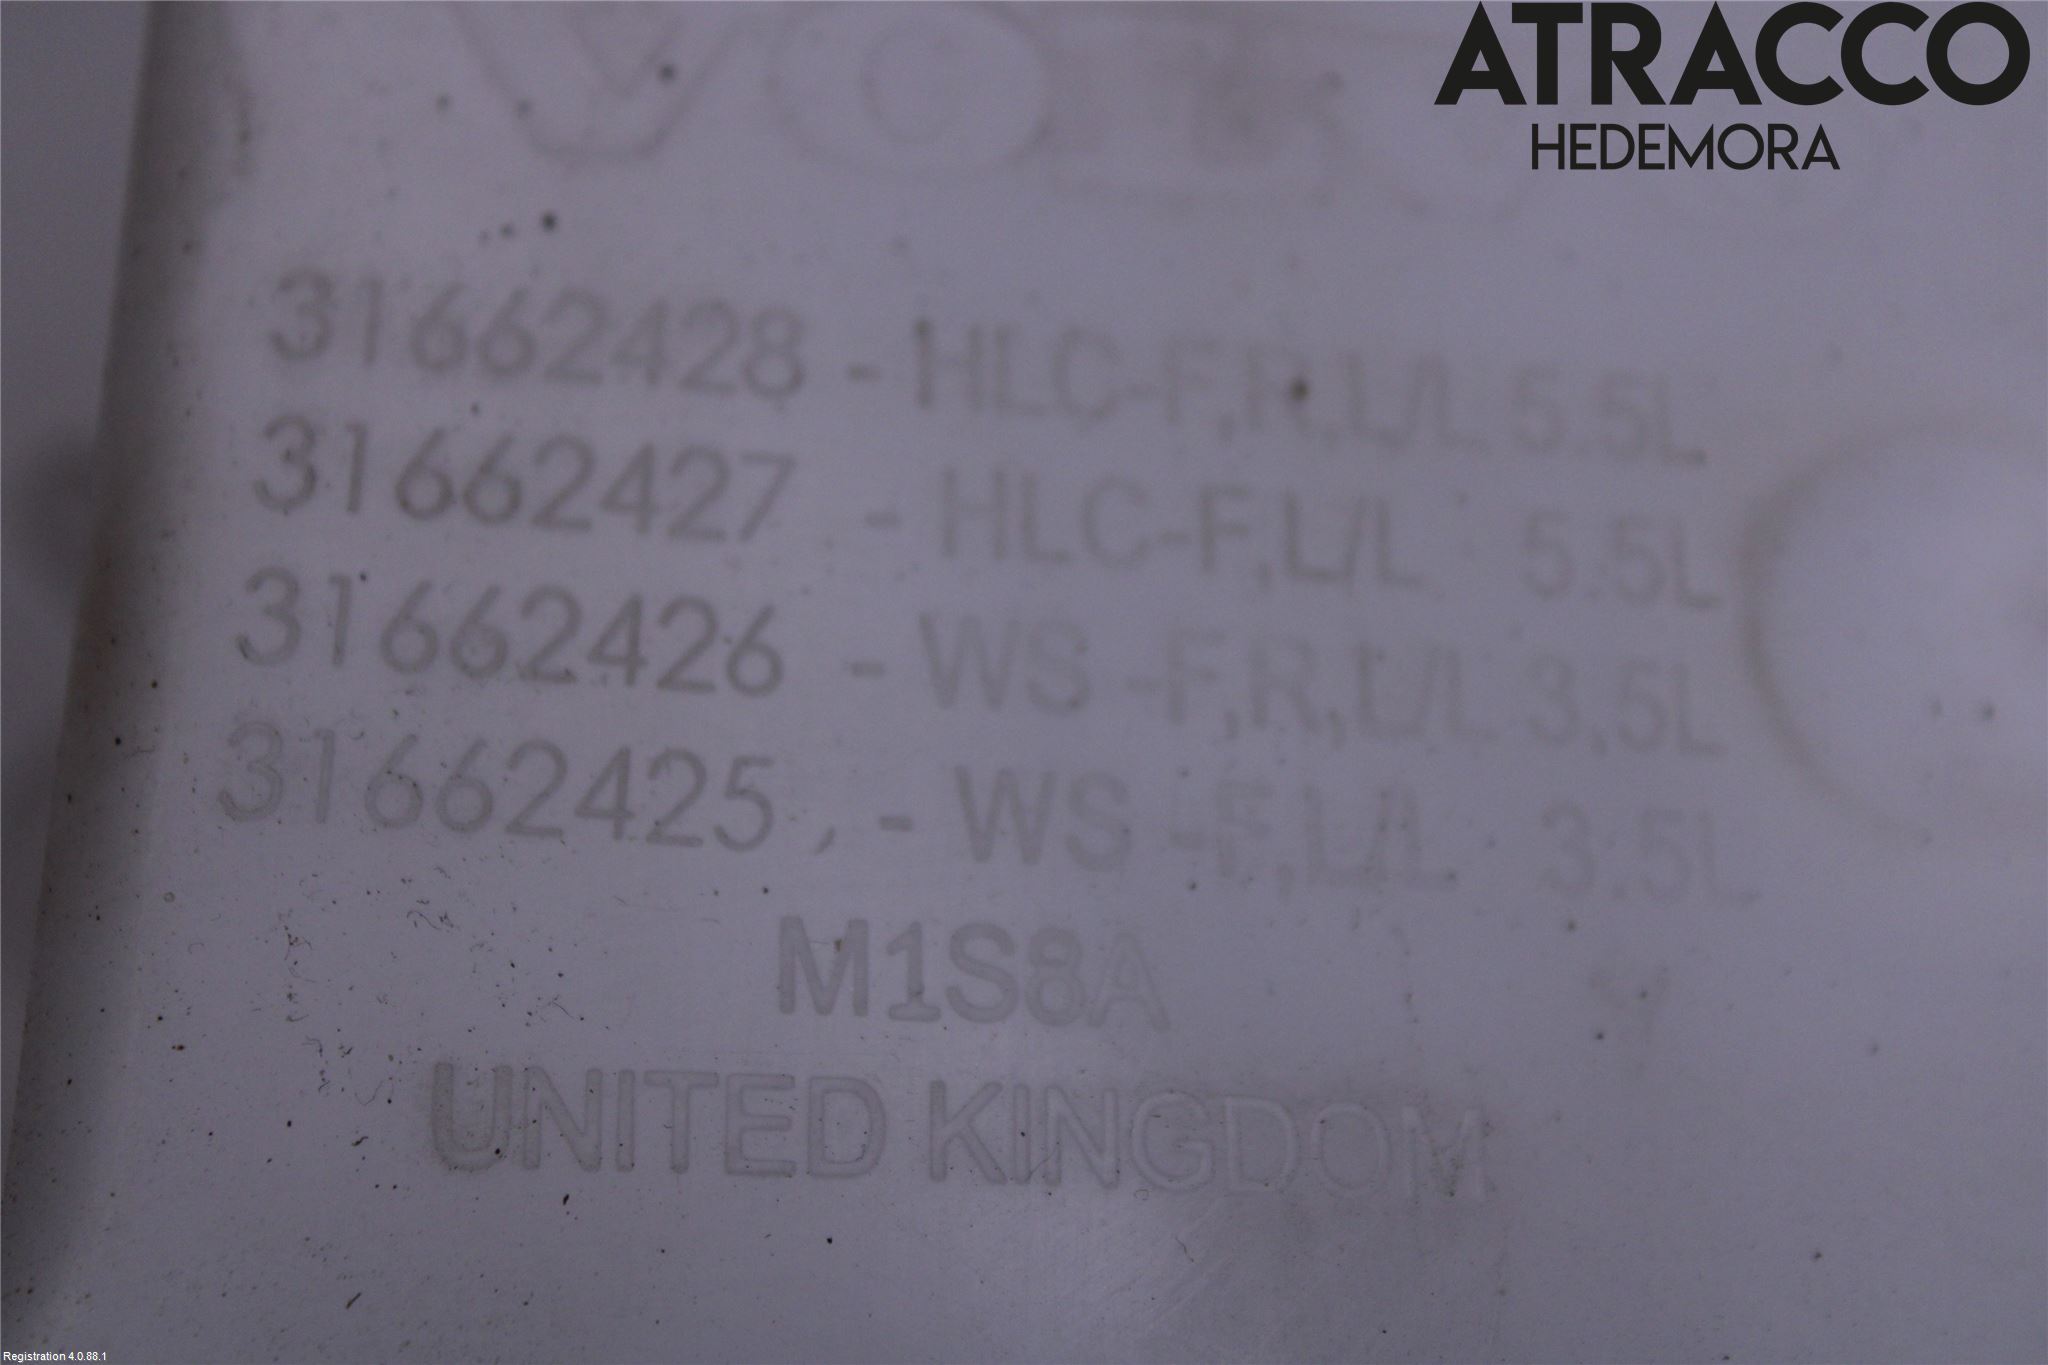 ATRACCO
HEDEMORA
VOLVO
31662428 - HLC-F,R,L/L 5.5L
31662427 - HLC-F,L/L 5.5L
31662426 - WS -F,R,L/L 3.5L
31662425 - WS -F,L/L 3.5L
M1S8A
UNITED KINGDOM
Registration 4.0.88.1